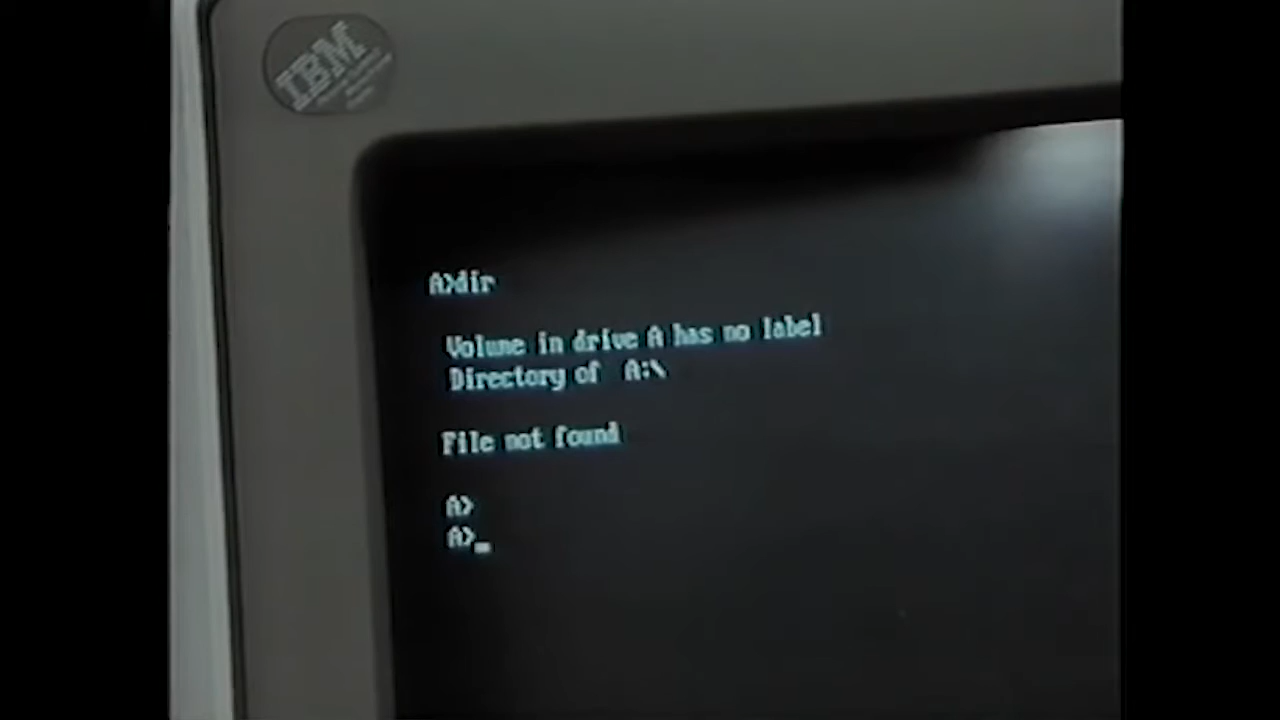 IBM
A>dir
Volume in drive A has no label
Directory of  A:\
File not found
A>
A>_